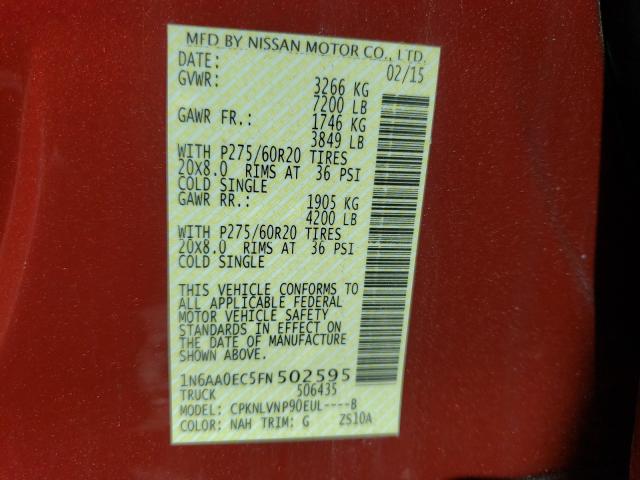 MFD BY NISSAN MOTOR CO., LTD.
DATE: 02/15
GVWR: 3266 KG
7200 LB
GAWR FR.: 1746 KG
3849 LB
WITH P275/60R20 TIRES
20X8.0 RIMS AT 36 PSI
COLD SINGLE
GAWR RR.: 1905 KG
4200 LB
WITH P275/60R20 TIRES
20X8.0 RIMS AT 36 PSI
COLD SINGLE
THIS VEHICLE CONFORMS TO
ALL APPLICABLE FEDERAL
MOTOR VEHICLE SAFETY
STANDARDS IN EFFECT ON
THE DATE OF MANUFACTURE
SHOWN ABOVE.
1N6AA0EC5FN502595
TRUCK 506435
MODEL: CPKNLVNP90EUL----B
COLOR: NAH TRIM: G ZS10A